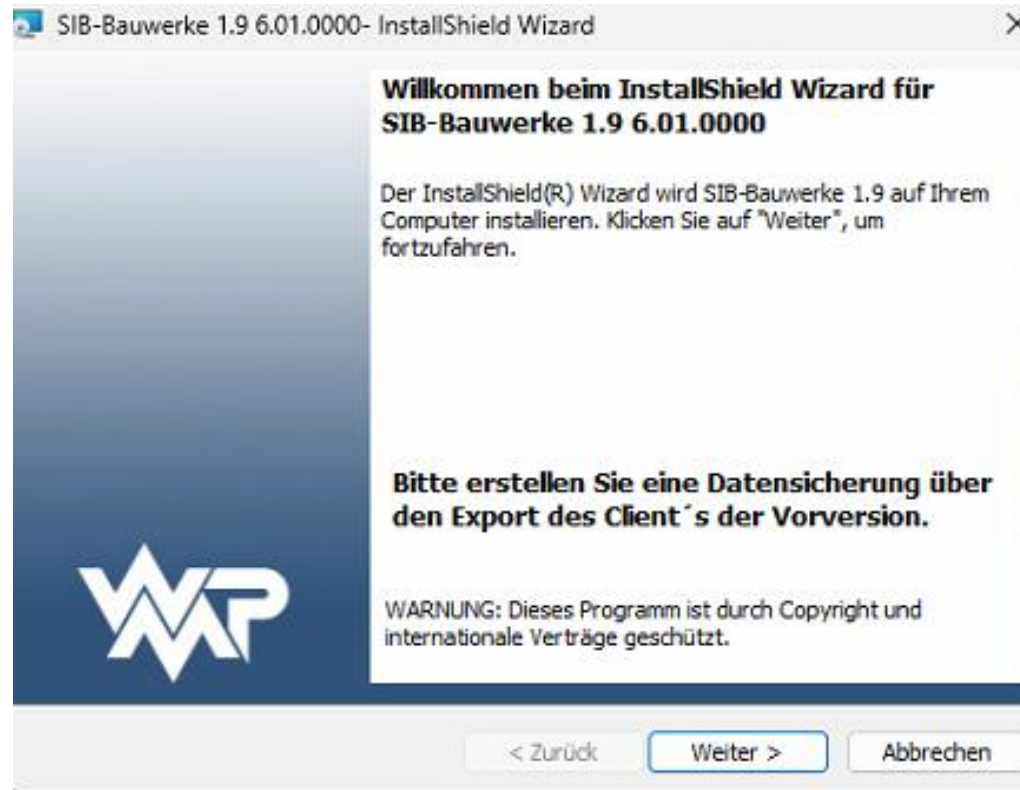 SIB-Bauwerke 1.9 6.01.0000- InstallShield Wizard
Willkommen beim InstallShield Wizard für
SIB-Bauwerke 1.9 6.01.0000
Der InstallShield(R) Wizard wird SIB-Bauwerke 1.9 auf Ihrem
Computer installieren. Klicken Sie auf "Weiter", um
fortzufahren.
Bitte erstellen Sie eine Datensicherung über
den Export des Client´s der Vorversion.
WPM
WARNUNG: Dieses Programm ist durch Copyright und
internationale Verträge geschützt.
< Zurück
Weiter >
Abbrechen